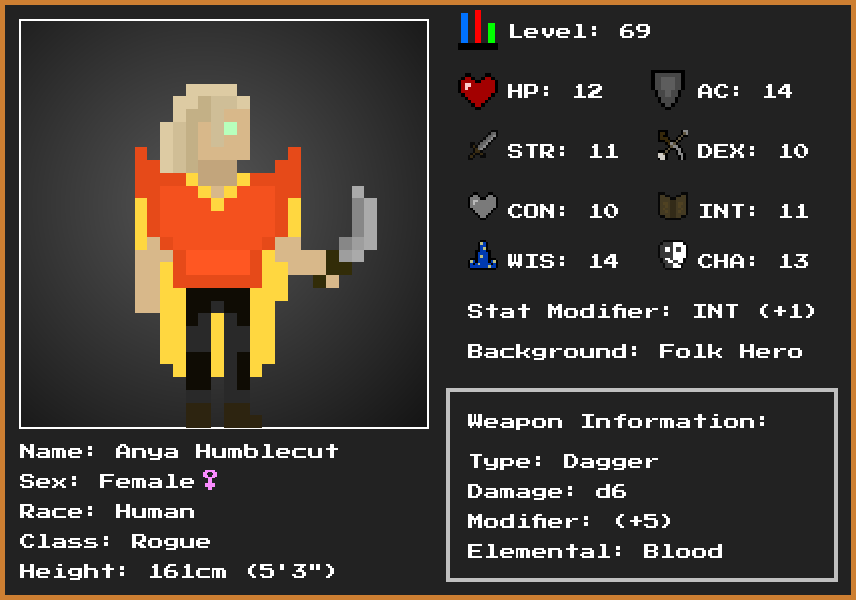 Level: 69
HP: 12 AC: 14
STR: 11 DEX: 10
CON: 10 INT: 11
WIS: 14 CHA: 13
Stat Modifier: INT (+1)
Background: Folk Hero
Weapon Information:
Type: Dagger
Damage: d6
Modifier: (+5)
Elemental: Blood
Name: Anya Humblecut
Sex: Female♀
Race: Human
Class: Rogue
Height: 161cm (5'3")